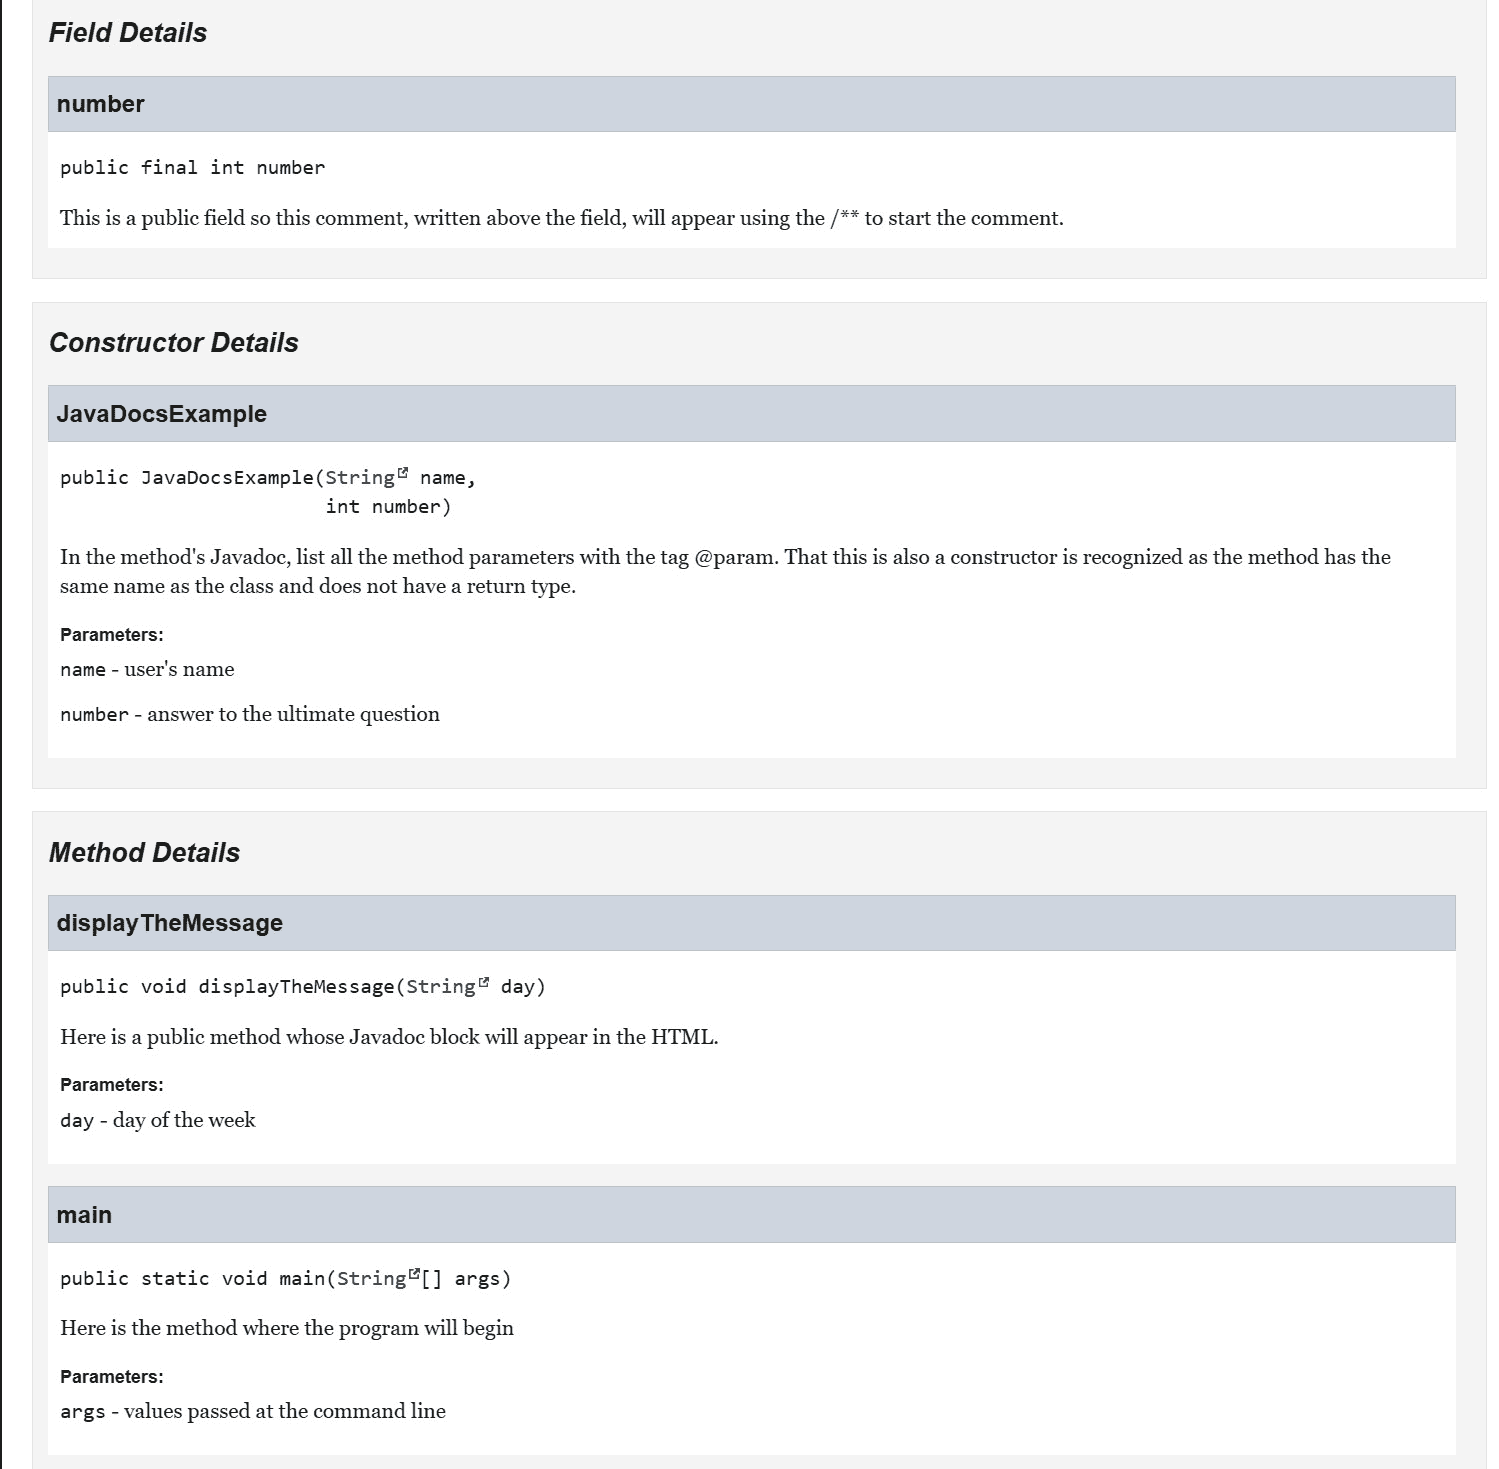 Field Details
number
public final int number
This is a public field so this comment, written above the field, will appear using the /** to start the comment.
Constructor Details
JavaDocsExample
public JavaDocsExample(String name,
int number)
In the method's Javadoc, list all the method parameters with the tag @param. That this is also a constructor is recognized as the method has the
same name as the class and does not have a return type.
Parameters:
name - user's name
number - answer to the ultimate question
Method Details
displayTheMessage
public void displayTheMessage(String day)
Here is a public method whose Javadoc block will appear in the HTML.
Parameters:
day - day of the week
main
public static void main(String[] args)
Here is the method where the program will begin
Parameters:
args - values passed at the command line